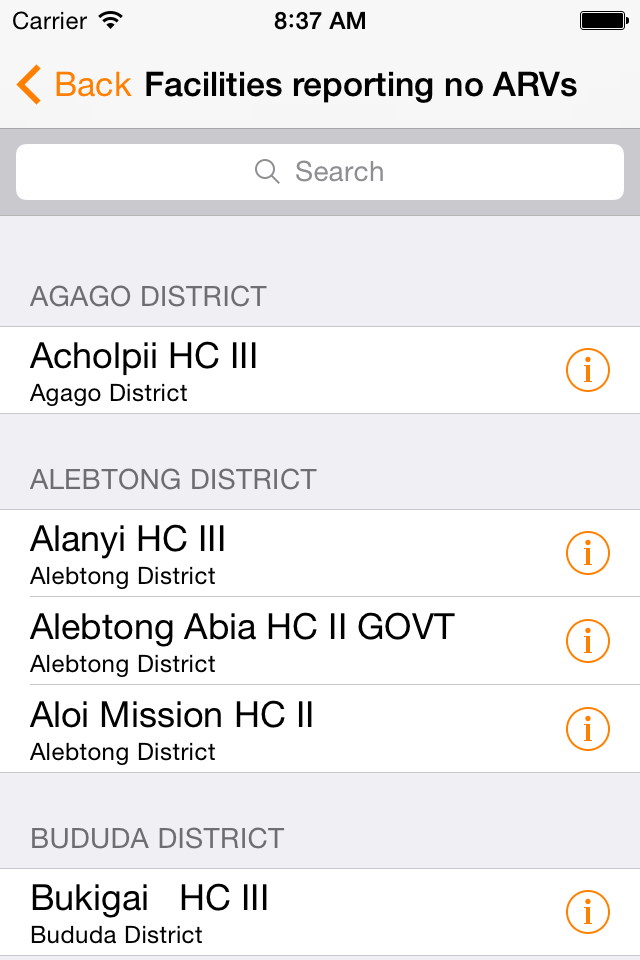 Carrier 8:37 AM
Back Facilities reporting no ARVs
Search
AGAGO DISTRICT
Acholpii HC III
Agago District
ALEBTONG DISTRICT
Alanyi HC III
Alebtong District
Alebtong Abia HC II GOVT
Alebtong District
Aloi Mission HC II
Alebtong District
BUDUDA DISTRICT
Bukigai   HC III
Bududa District